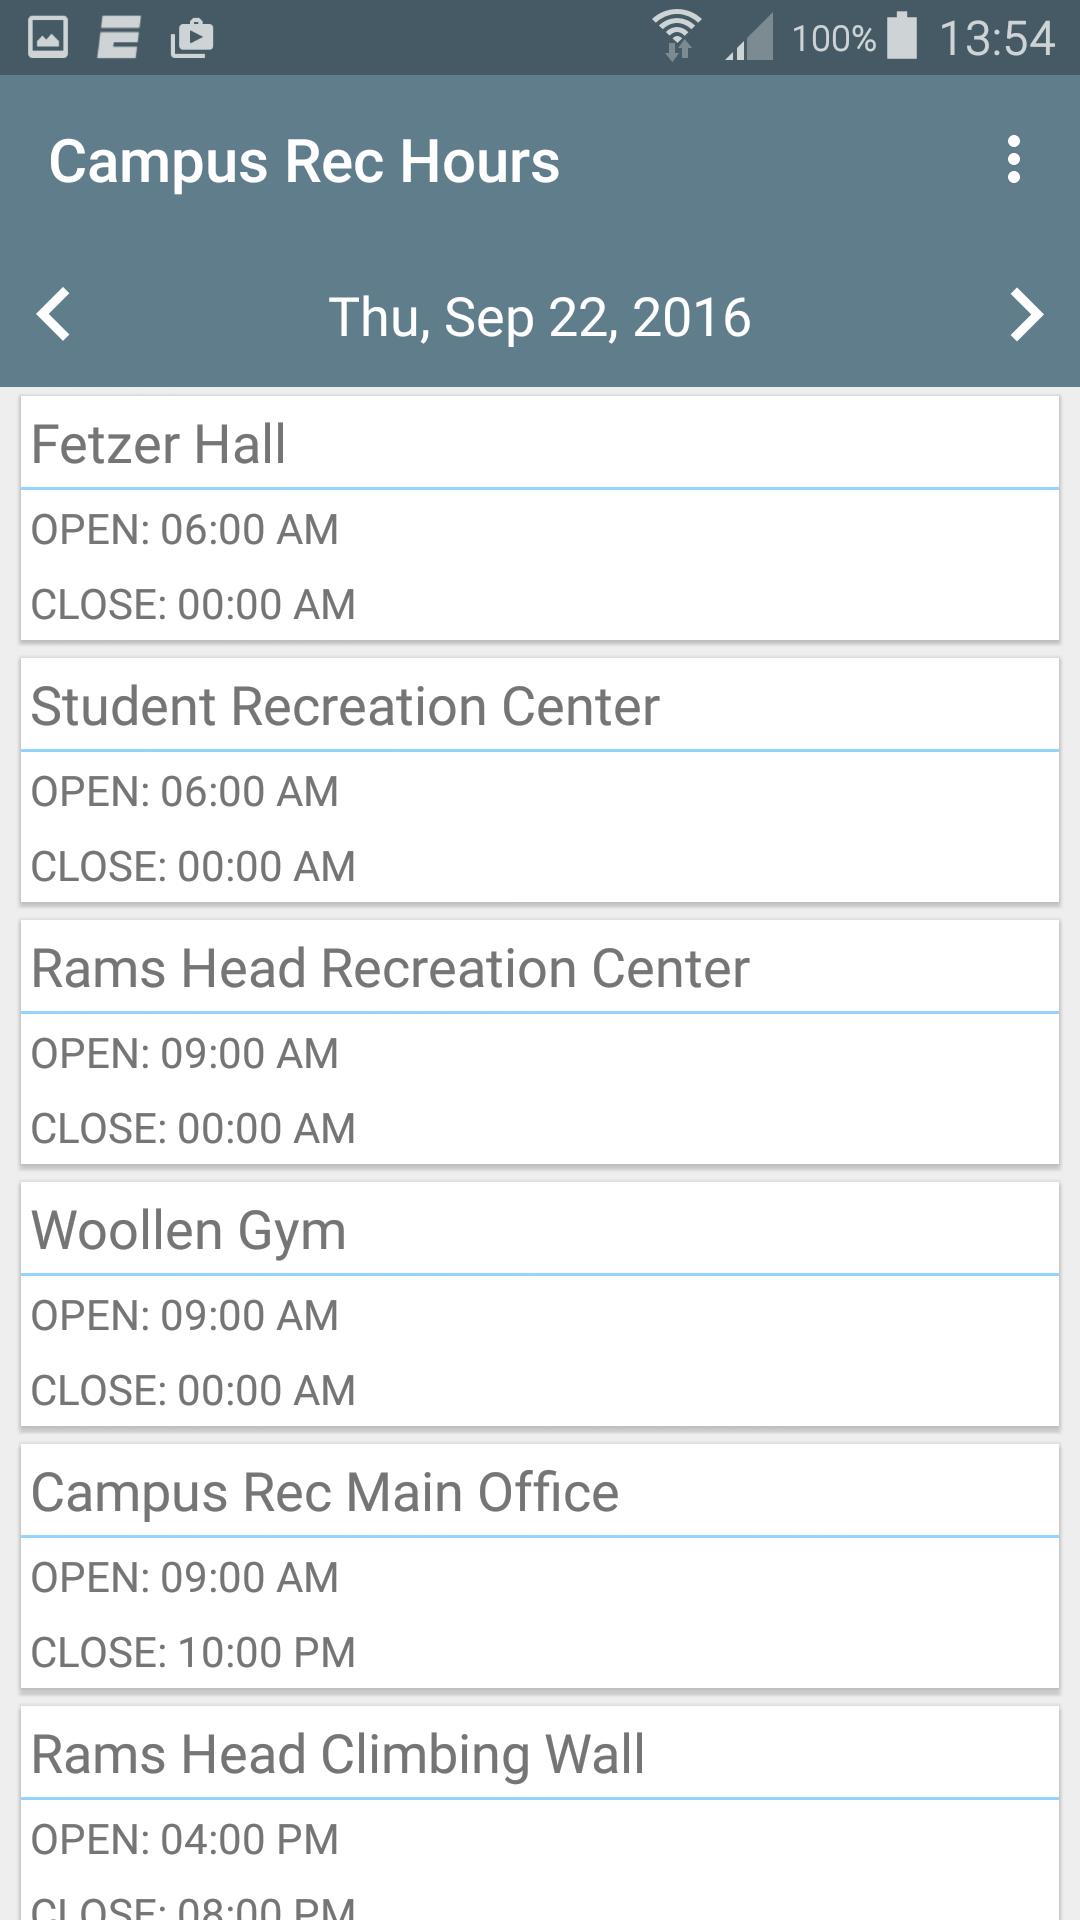 100% 13:54
Campus Rec Hours
Thu, Sep 22, 2016
Fetzer Hall
OPEN: 06:00 AM
CLOSE: 00:00 AM
Student Recreation Center
OPEN: 06:00 AM
CLOSE: 00:00 AM
Rams Head Recreation Center
OPEN: 09:00 AM
CLOSE: 00:00 AM
Woollen Gym
OPEN: 09:00 AM
CLOSE: 00:00 AM
Campus Rec Main Office
OPEN: 09:00 AM
CLOSE: 10:00 PM
Rams Head Climbing Wall
OPEN: 04:00 PM
CLOSE: 08:00 PM